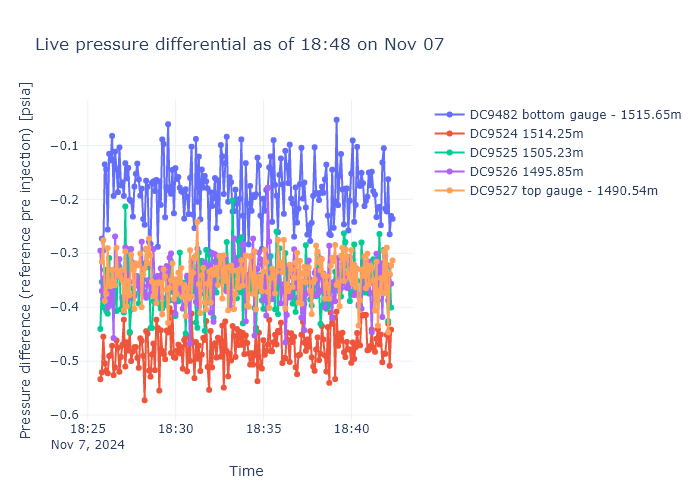 Live pressure differential as of 18:48 on Nov 07
Pressure difference (reference pre injection) [psia]
−0.1
−0.2
−0.3
−0.4
−0.5
−0.6
18:25
Nov 7, 2024
18:30
18:35
18:40
Time
DC9482 bottom gauge - 1515.65m
DC9524 1514.25m
DC9525 1505.23m
DC9526 1495.85m
DC9527 top gauge - 1490.54m